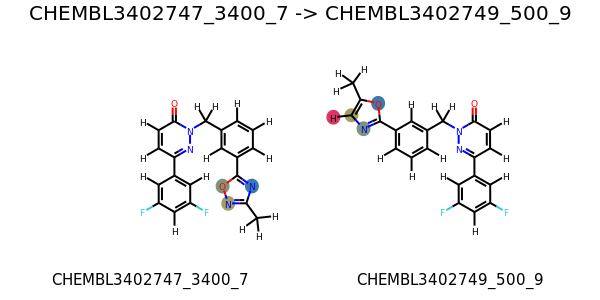 CHEMBL3402747_3400_7 -> CHEMBL3402749_500_9
H H H H H
O N N H H H H H H
H H F F H
O N N H H H
H H H O H N
H H H H N N O H H
H H F F H
CHEMBL3402747_3400_7 CHEMBL3402749_500_9